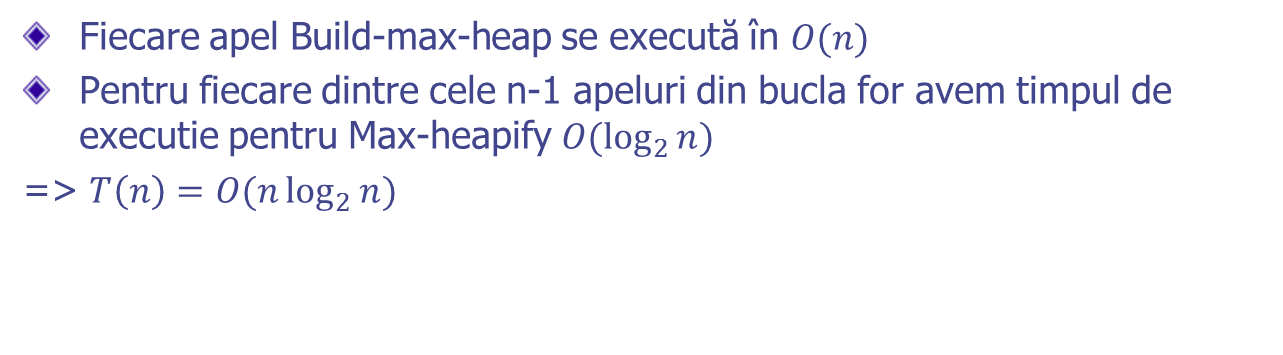 Fiecare apel Build-max-heap se execută în O(n)
Pentru fiecare dintre cele n-1 apeluri din bucla for avem timpul de
executie pentru Max-heapify O(log₂ n)
=> T(n) = O(n log₂ n)